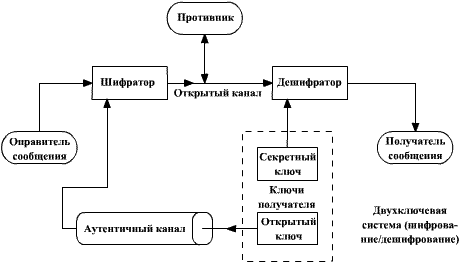 Противник
Шифратор
Дешифратор
Открытый канал
Оправитель
сообщения
Получатель
сообщения
Секретный
ключ
Ключи
получателя
Открытый
ключ
Аутентичный канал
Двухключевая
система (шифрова-
ние/дешифрование)